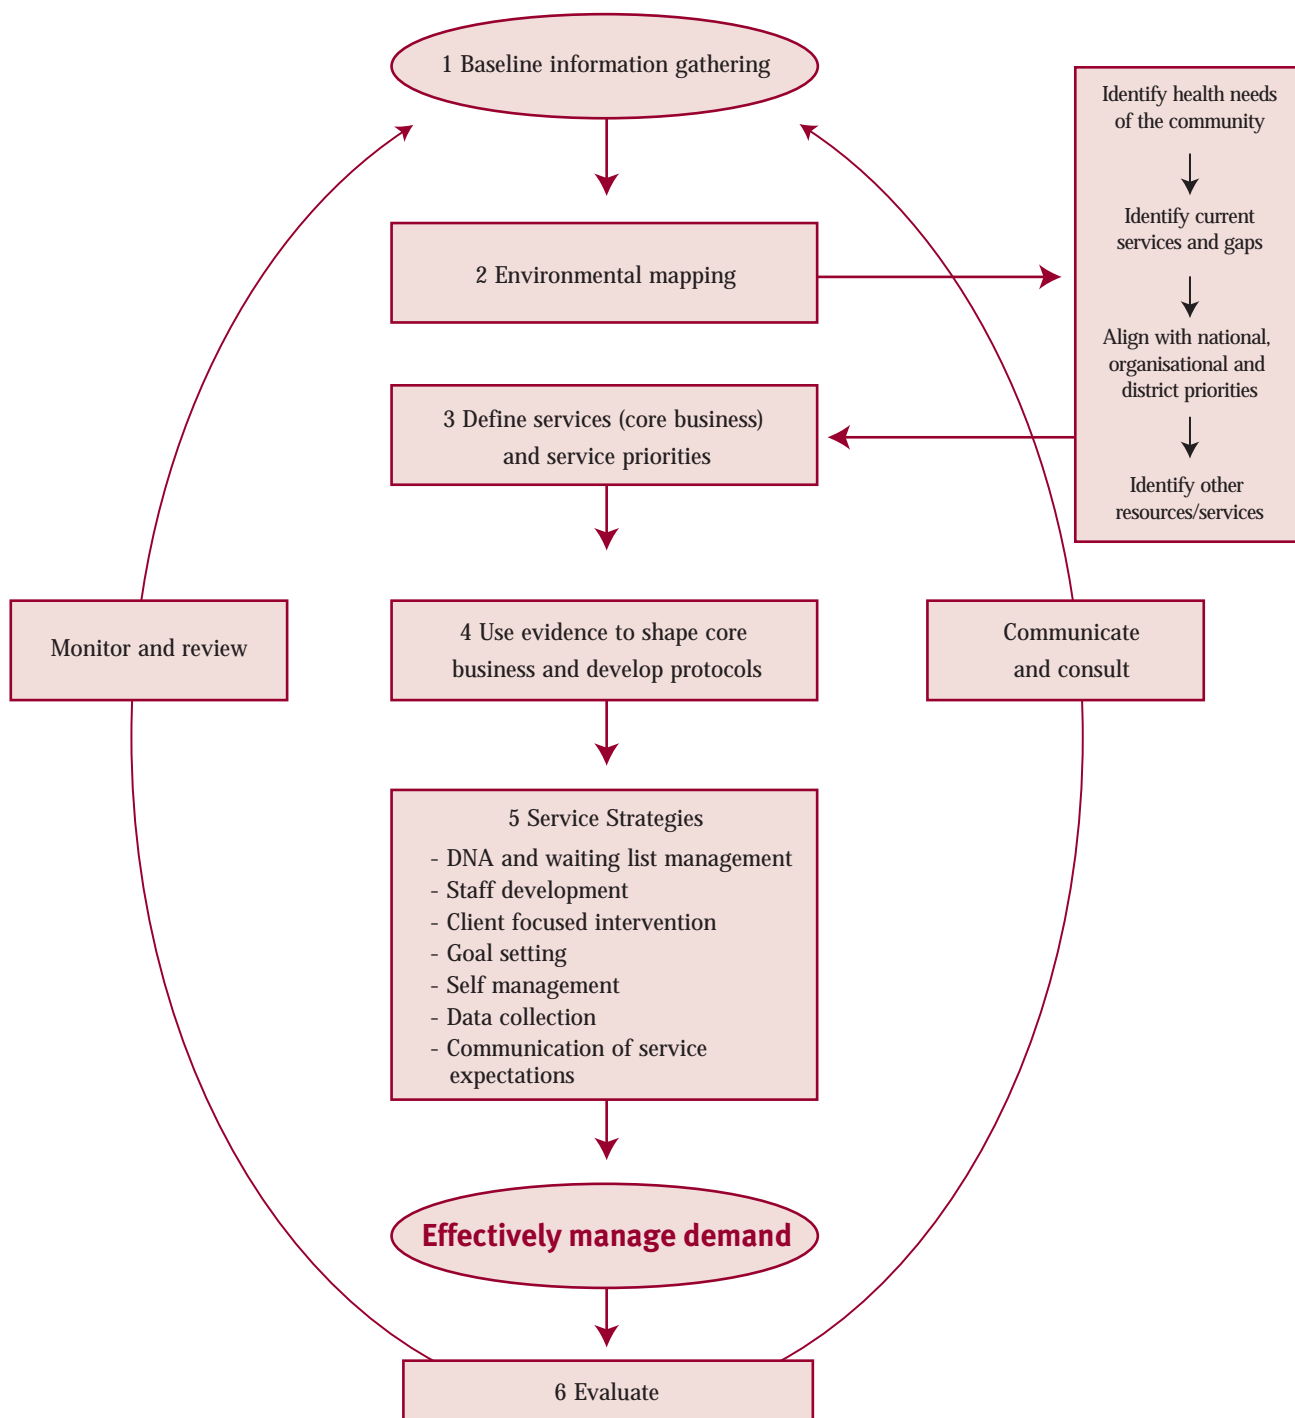 1 Baseline information gathering
2 Environmental mapping
Identify health needs
of the community
Identify current
services and gaps
Align with national,
organisational and
district priorities
Identify other
resources/services
3 Define services (core business)
and service priorities
Monitor and review
4 Use evidence to shape core
business and develop protocols
Communicate
and consult
5 Service Strategies
- DNA and waiting list management
- Staff development
- Client focused intervention
- Goal setting
- Self management
- Data collection
- Communication of service
expectations
Effectively manage demand
6 Evaluate